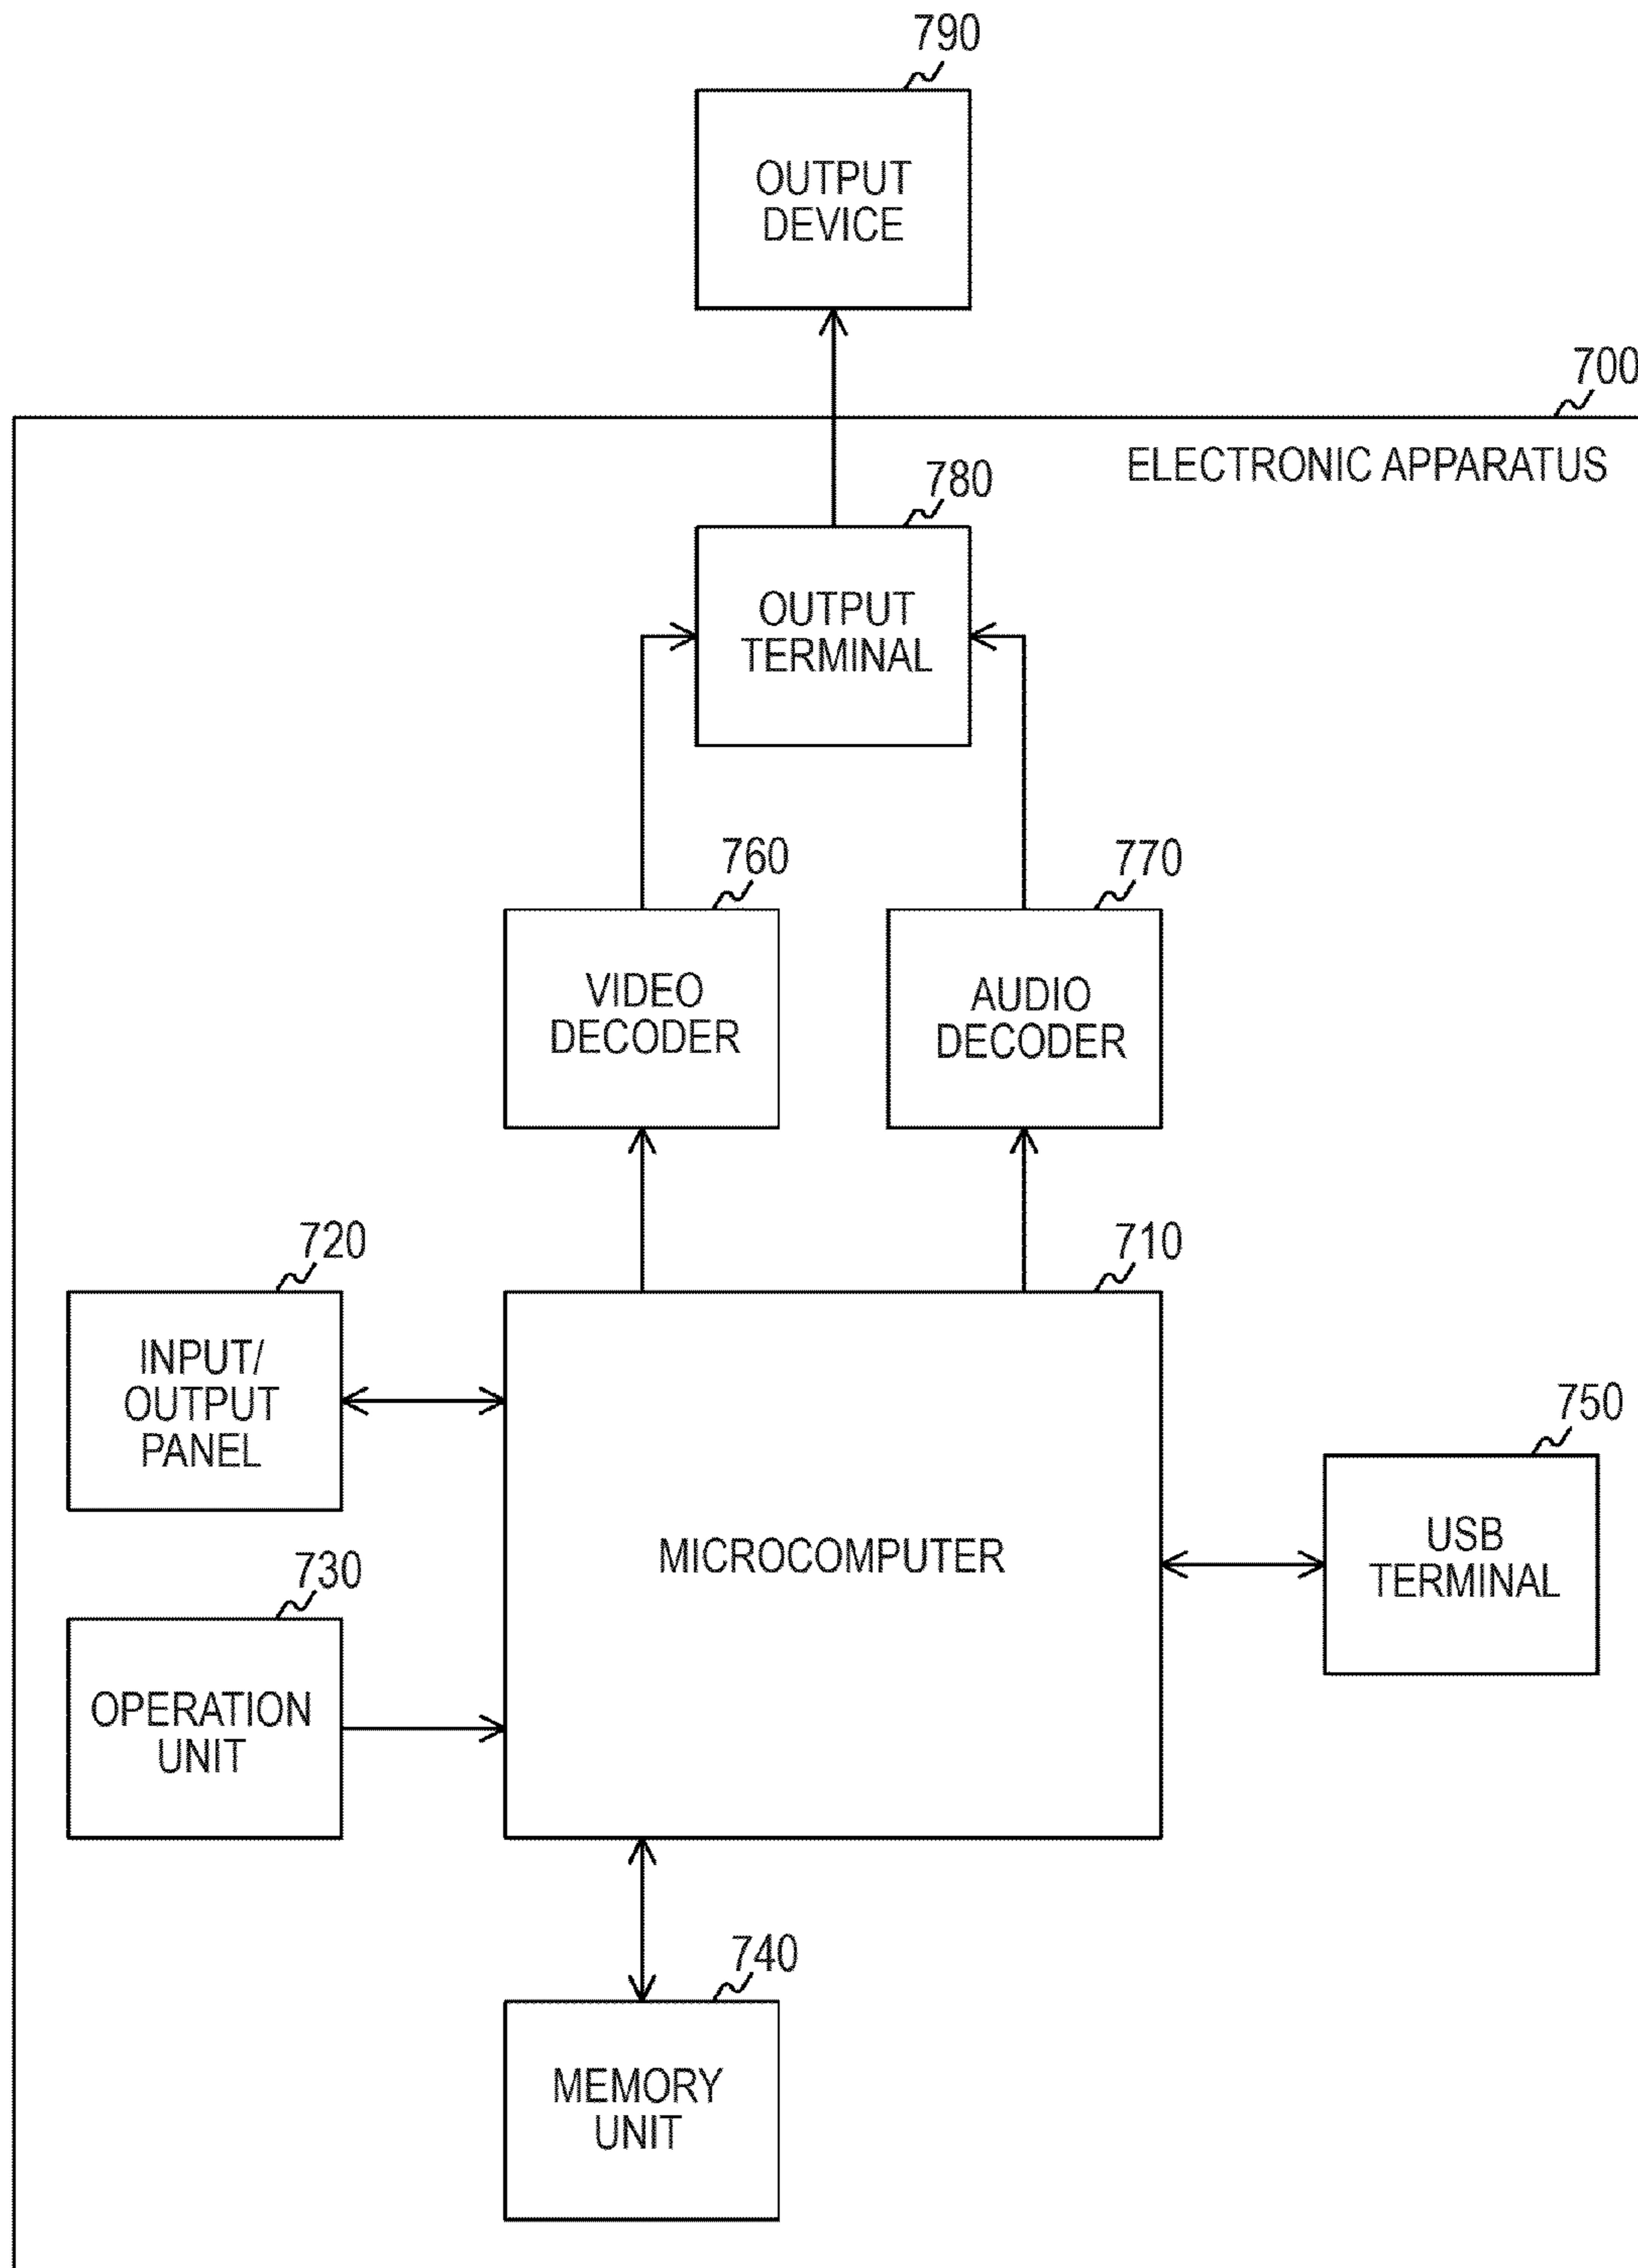 790
OUTPUT
DEVICE
700
ELECTRONIC APPARATUS
780
OUTPUT
TERMINAL
760
VIDEO
DECODER
770
AUDIO
DECODER
720
INPUT/
OUTPUT
PANEL
710
MICROCOMPUTER
750
USB
TERMINAL
730
OPERATION
UNIT
740
MEMORY
UNIT